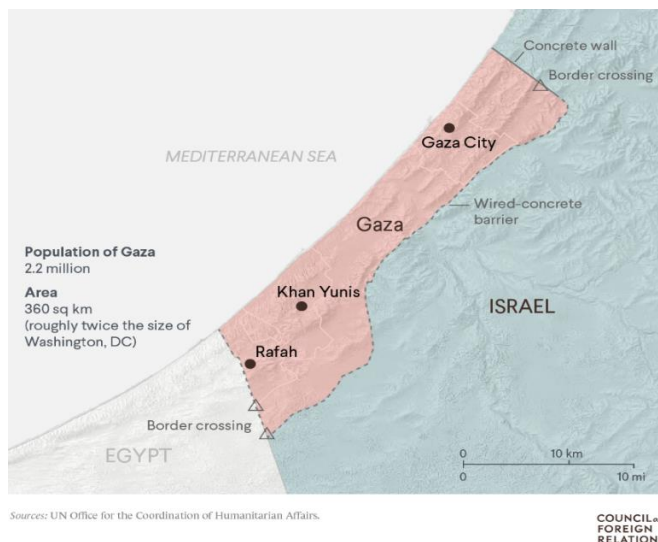 Concrete wall
Border crossing
Gaza City
MEDITERRANEAN SEA
Wired-concrete
barrier
Gaza
Population of Gaza
2.2 million
Area
360 sq km
(roughly twice the size of
Washington, DC)
Khan Yunis
ISRAEL
Rafah
Border crossing
EGYPT
0 10 km
0 10 mi
Sources: UN Office for the Coordination of Humanitarian Affairs.
COUNCIL on
FOREIGN
RELATION